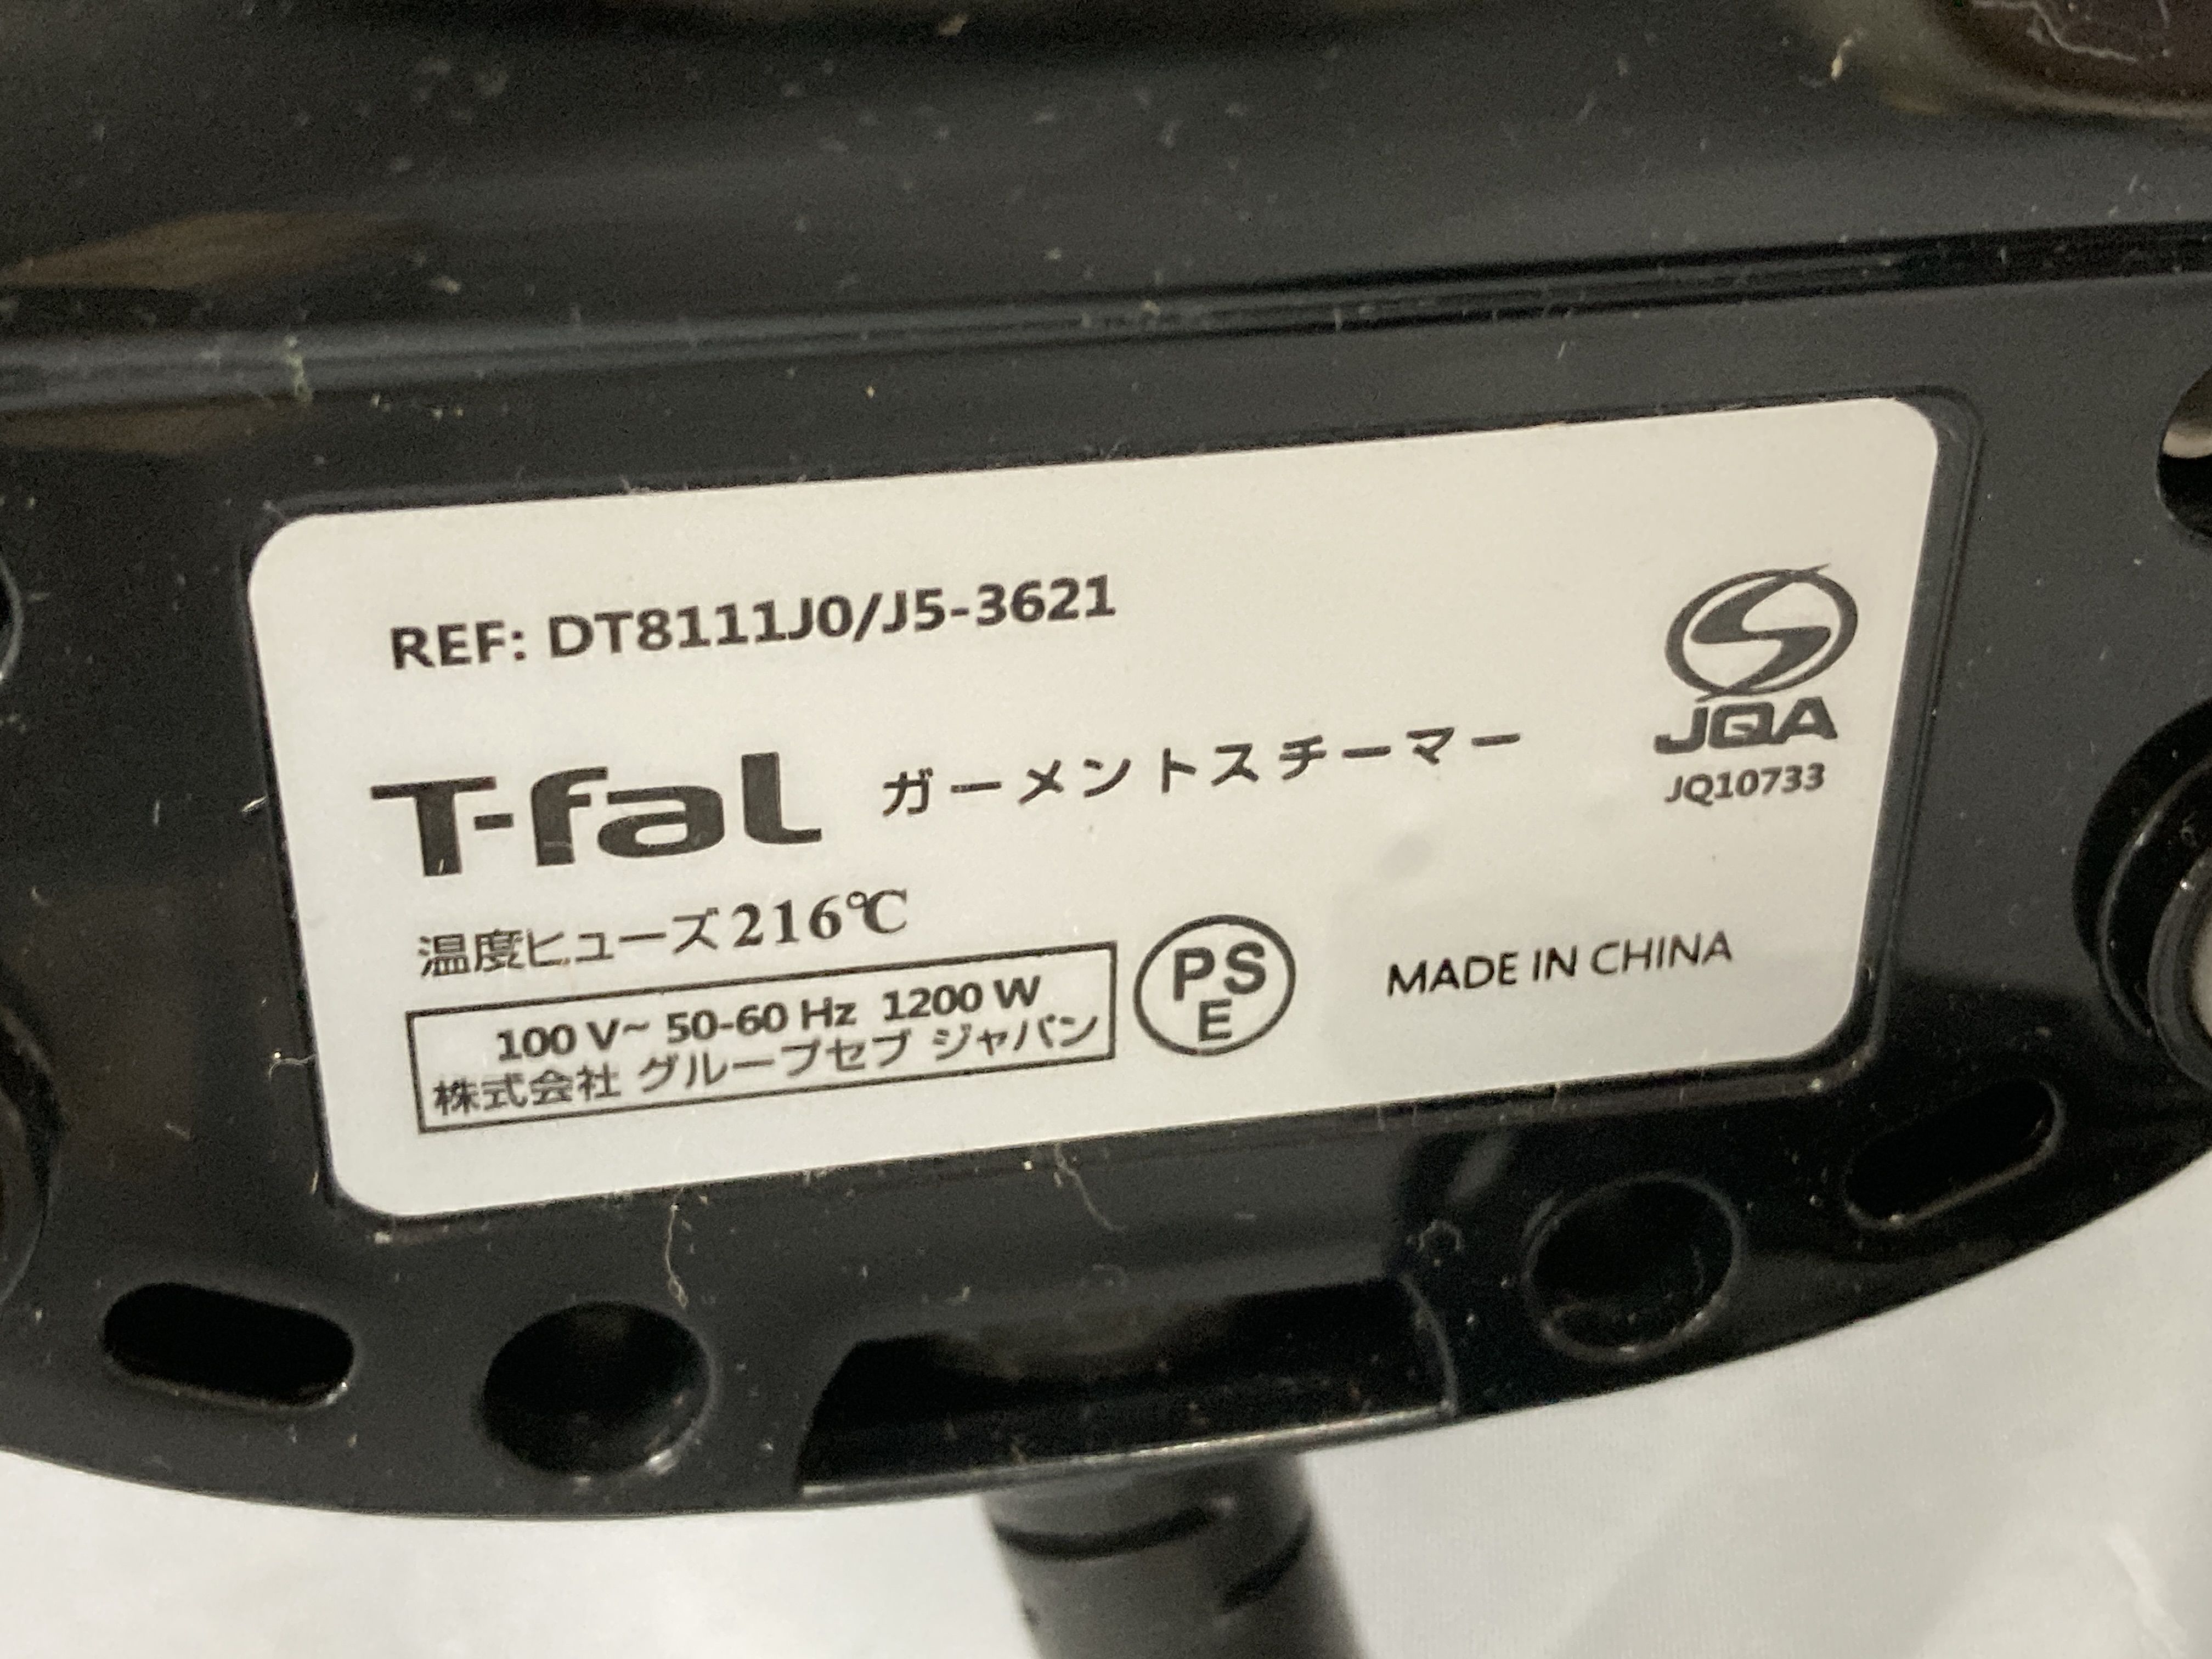 REF: DT8111J0/J5-3621
JQA
JQ10733
T-fal ガーメントスチーマー
温度ヒューズ216℃
100 V~ 50-60 Hz 1200 W
株式会社 グループセブ ジャパン
PS
E
MADE IN CHINA